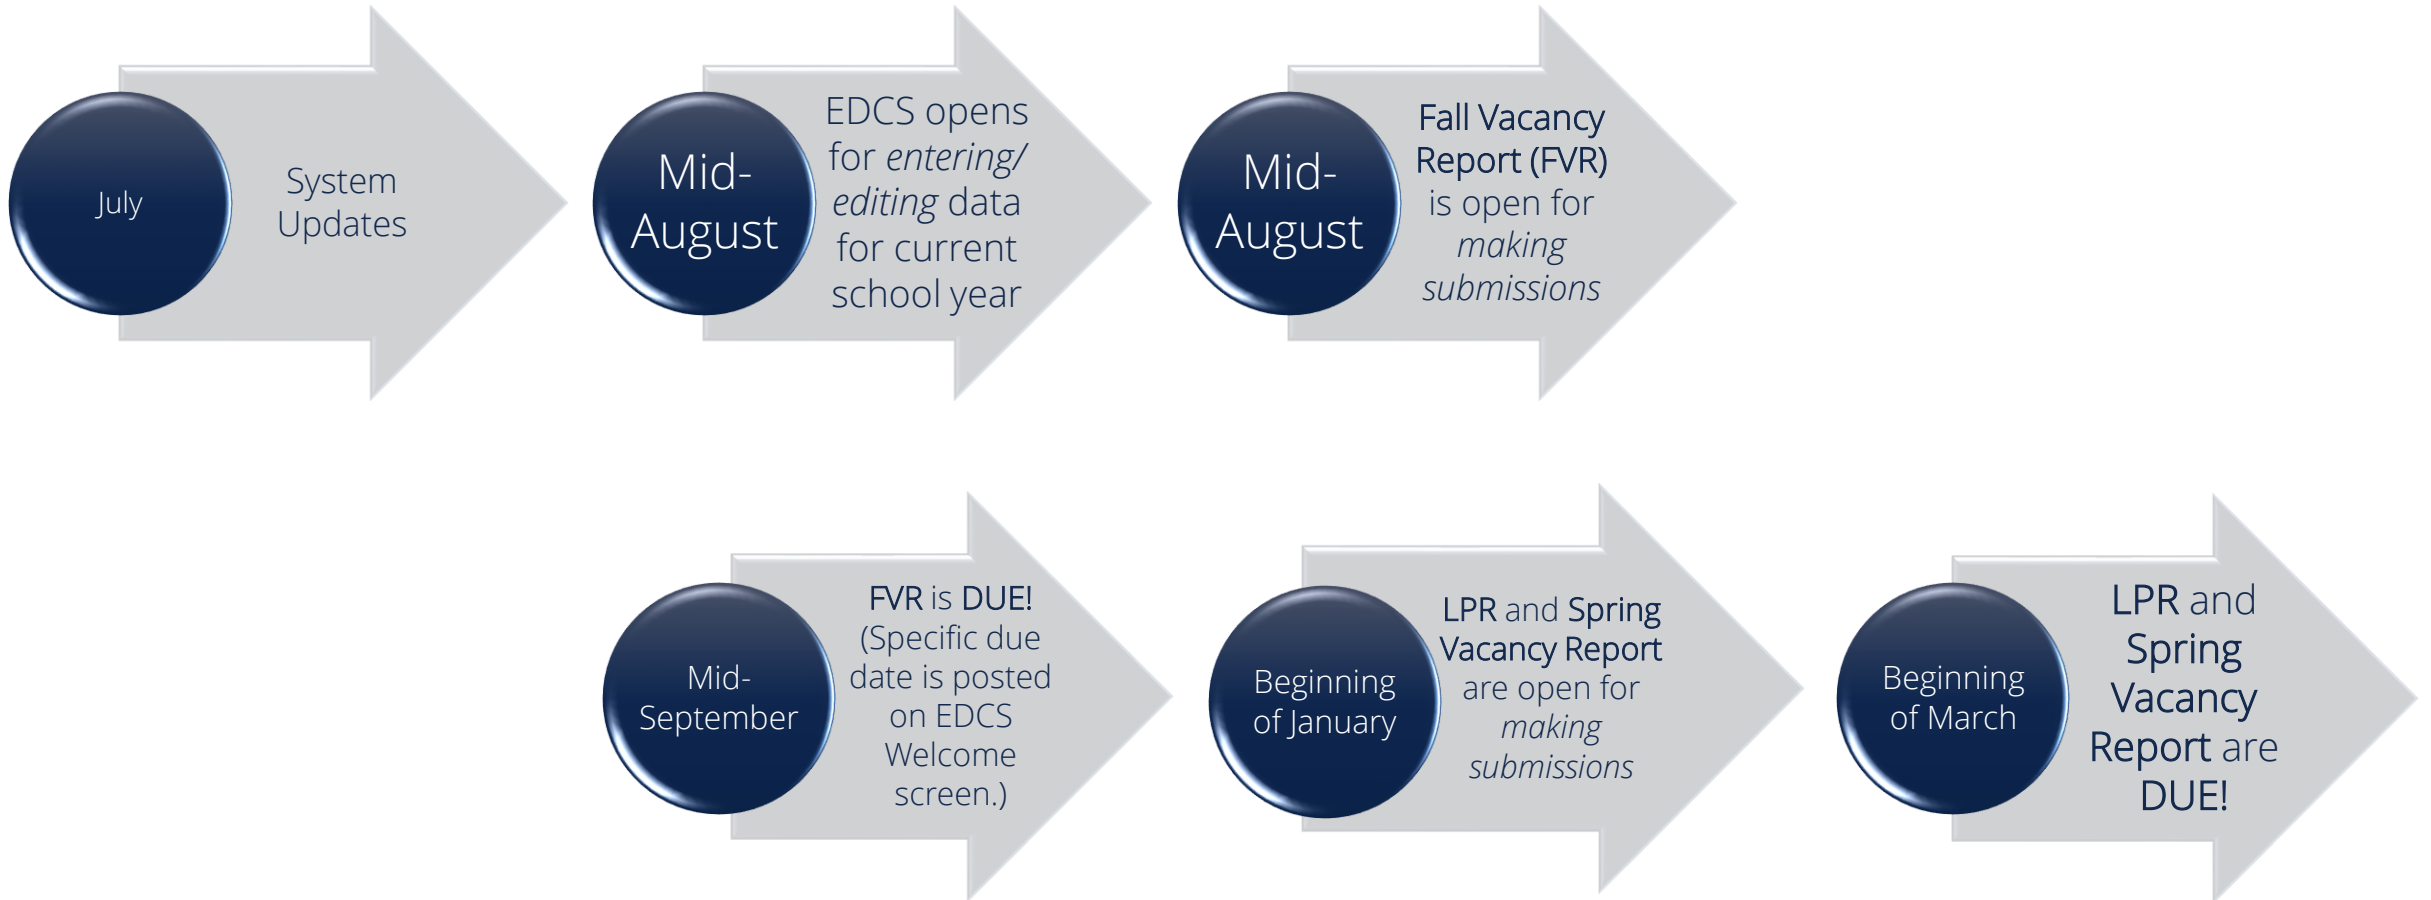 July
System
Updates
Mid-
August
EDCS opens
for entering/
editing data
for current
school year
Mid-
August
Fall Vacancy
Report (FVR)
is open for
making
submissions
Mid-
September
FVR is DUE!
(Specific due
date is posted
on EDCS
Welcome
screen.)
Beginning
of January
LPR and Spring
Vacancy Report
are open for
making
submissions
Beginning
of March
LPR and
Spring
Vacancy
Report are
DUE!